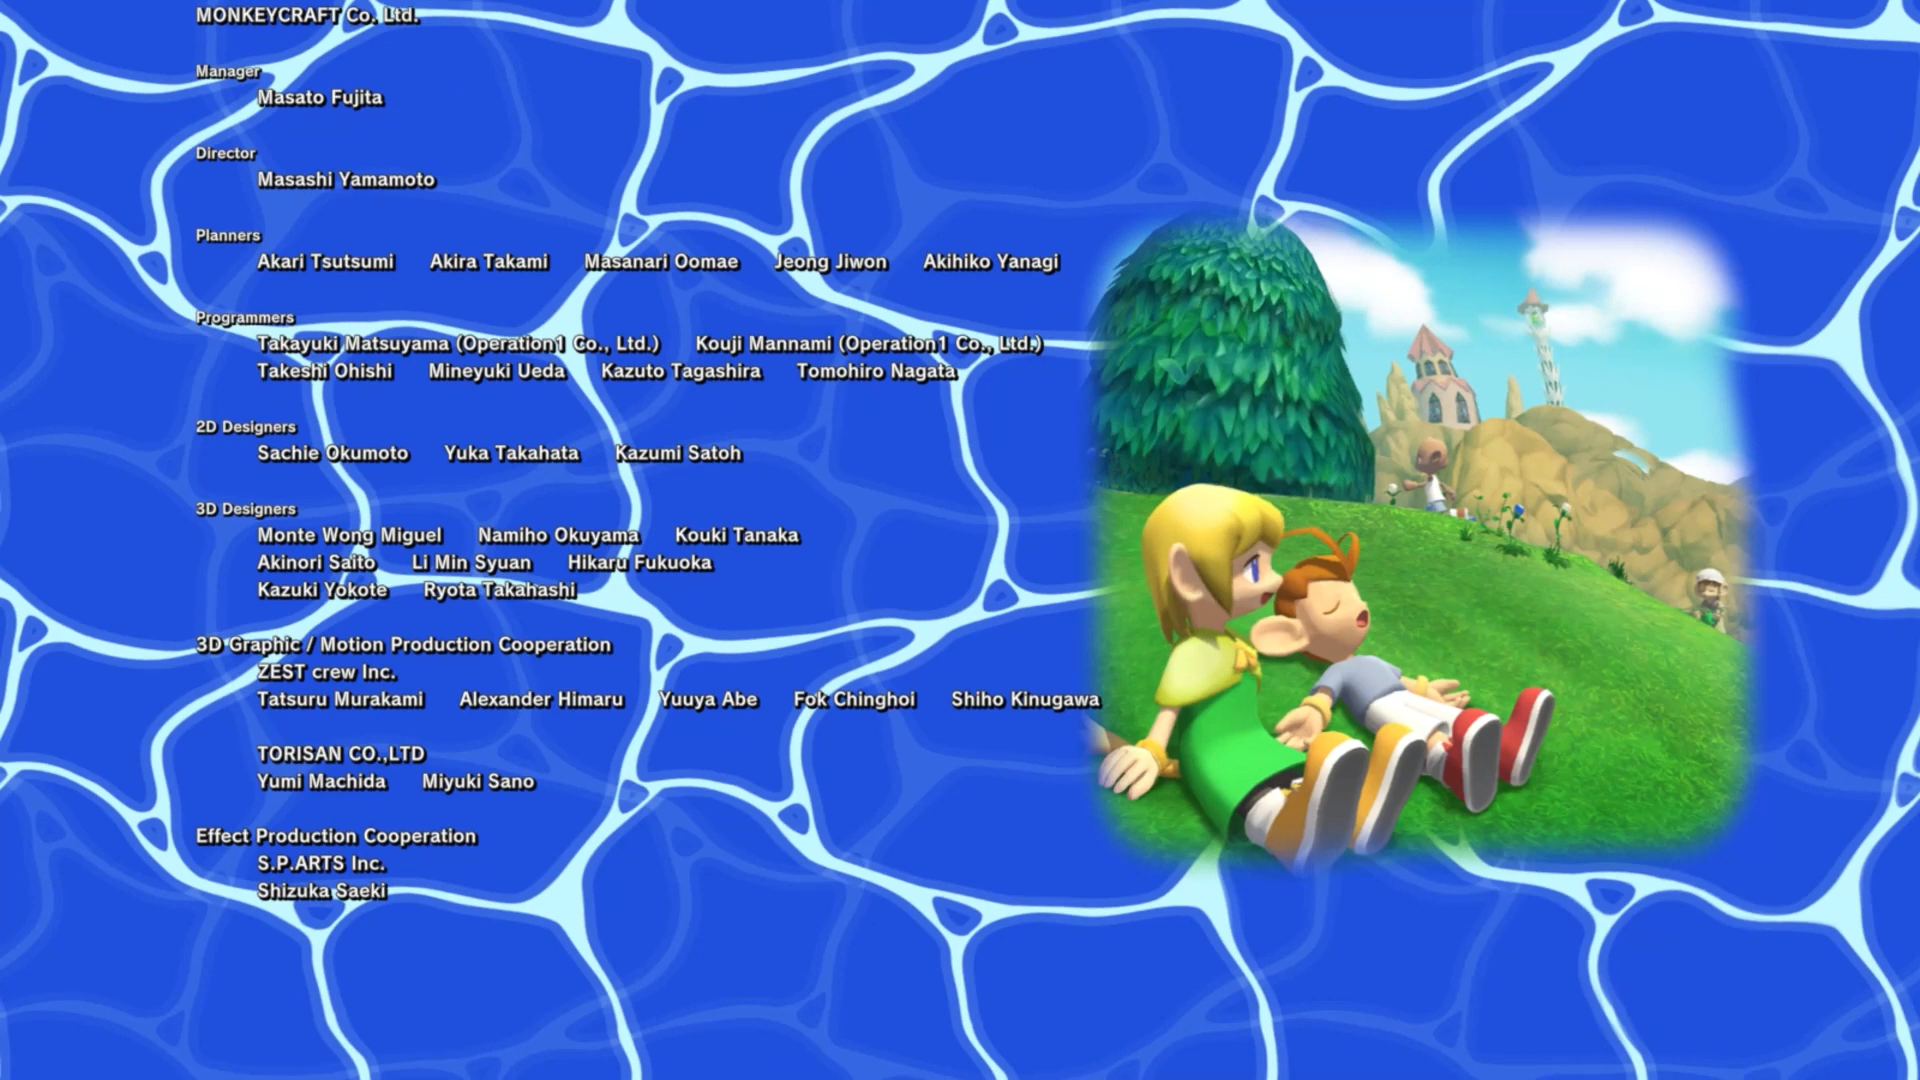 MONKEYCRAFT Co. Ltd.
Manager
Masato Fujita
Director
Masashi Yamamoto
Planners
Akari Tsutsumi Akira Takami Masanari Oomae Jeong Jiwon Akihiko Yanagi
Programmers
Takayuki Matsuyama (Operation1 Co., Ltd.) Kouji Mannami (Operation1 Co., Ltd.)
Takeshi Ohishi Mineyuki Ueda Kazuto Tagashira Tomohiro Nagata
2D Designers
Sachie Okumoto Yuka Takahata Kazumi Satoh
3D Designers
Monte Wong Miguel Namiho Okuyama Kouki Tanaka
Akinori Saito Li Min Syuan Hikaru Fukuoka
Kazuki Yokote Ryota Takahashi
3D Graphic / Motion Production Cooperation
ZEST crew Inc.
Tatsuru Murakami Alexander Himaru Yuuya Abe Fok Chinghoi Shiho Kinugawa
TORISAN CO.,LTD
Yumi Machida Miyuki Sano
Effect Production Cooperation
S.P.ARTS Inc.
Shizuka Saeki